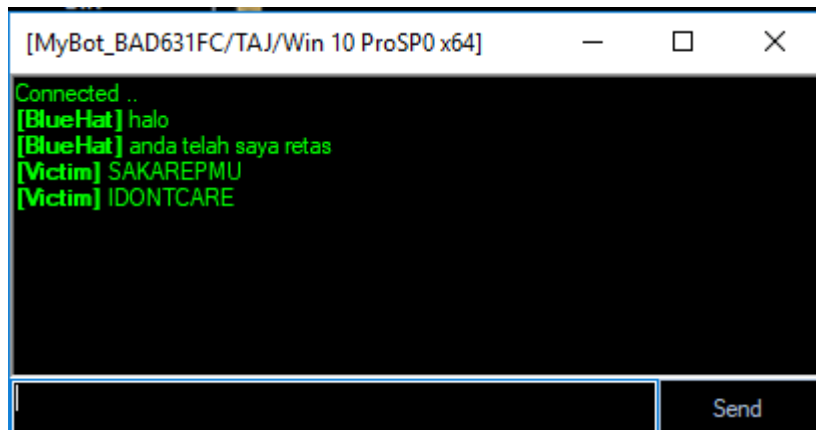 [MyBot_BAD631FC/TAJ/Win 10 ProSP0 x64]
Connected ..
[BlueHat] halo
[BlueHat] anda telah saya retas
[Victim] SAKAREPMU
[Victim] IDONTCARE
Send